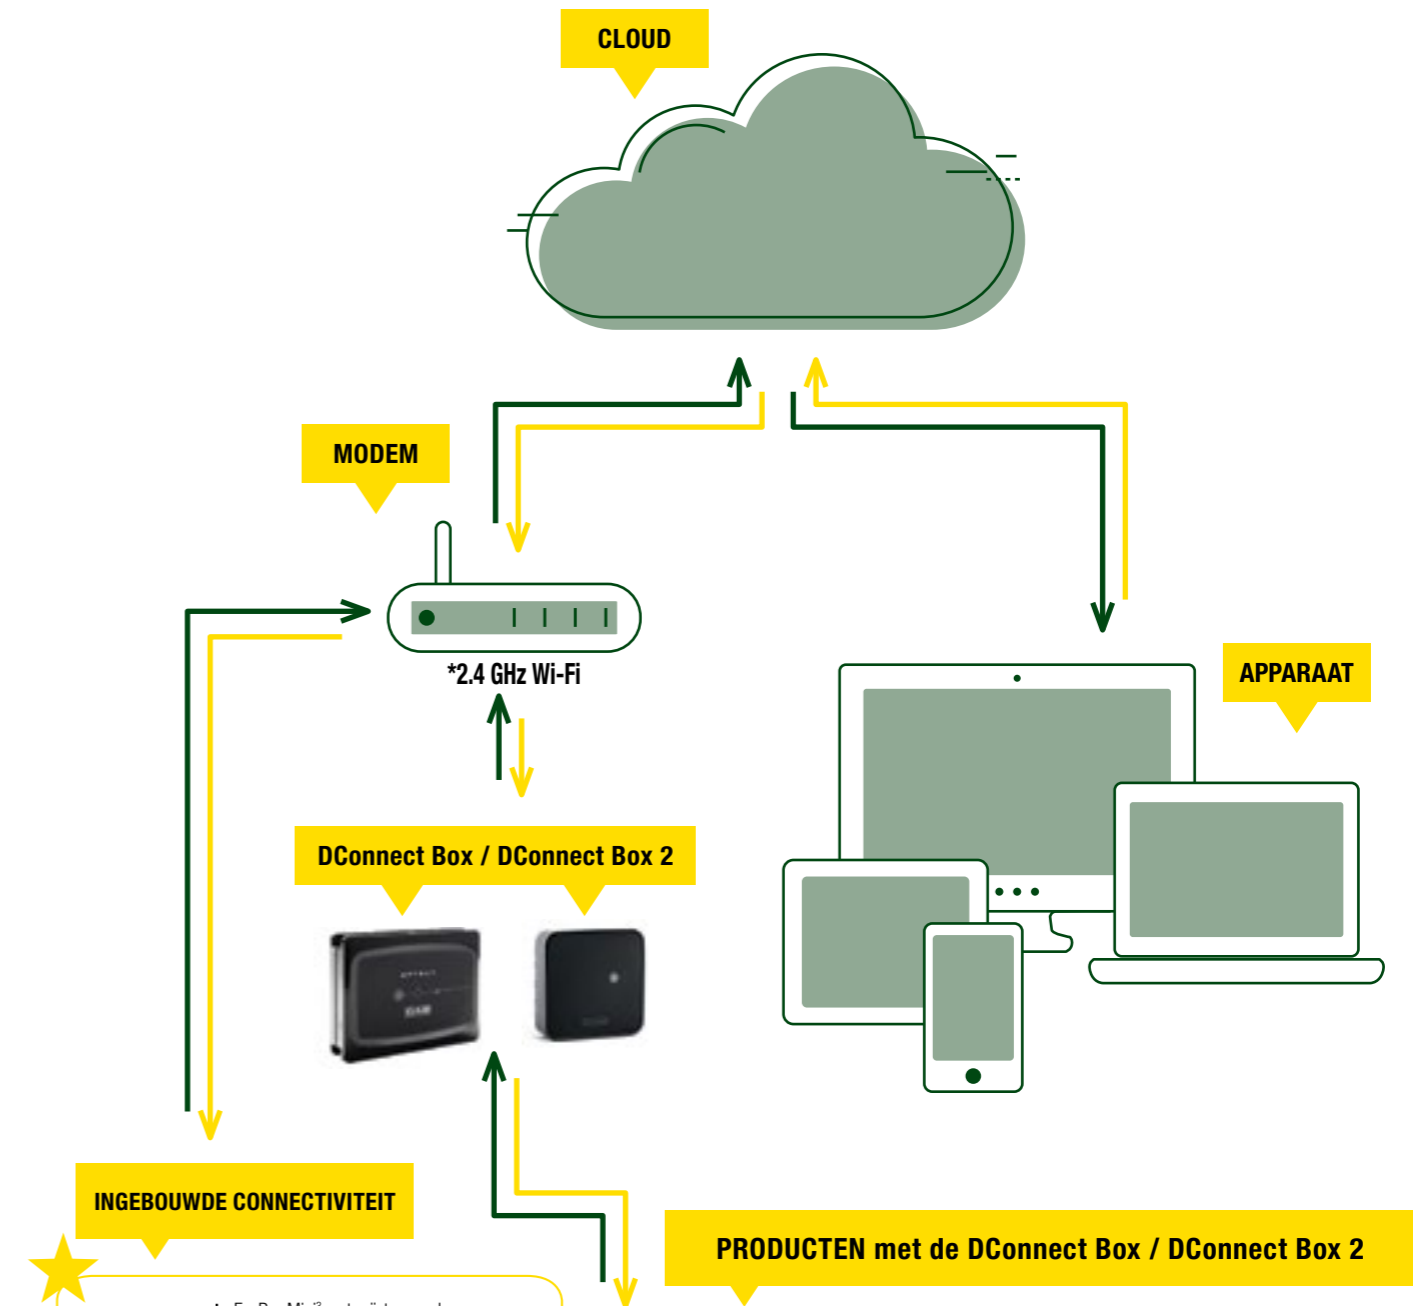 CLOUD
MODEM
*2.4 GHz Wi-Fi
APPARAAT
DConnect Box / DConnect Box 2
DAB
INGEBOUWDE CONNECTIVITEIT
PRODUCTEN met de DConnect Box / DConnect Box 2